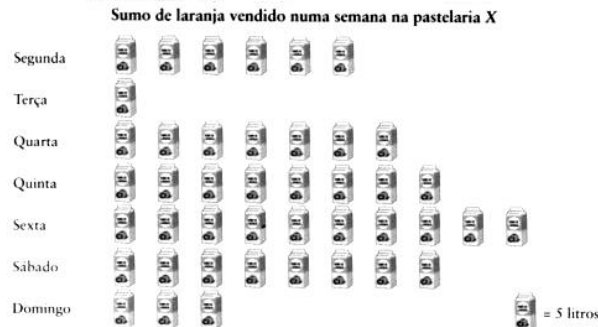 Sumo de laranja vendido numa semana na pastelaria X
Segunda
Terça
Quarta
Quinta
Sexta
Sábado
Domingo
= 5 litros